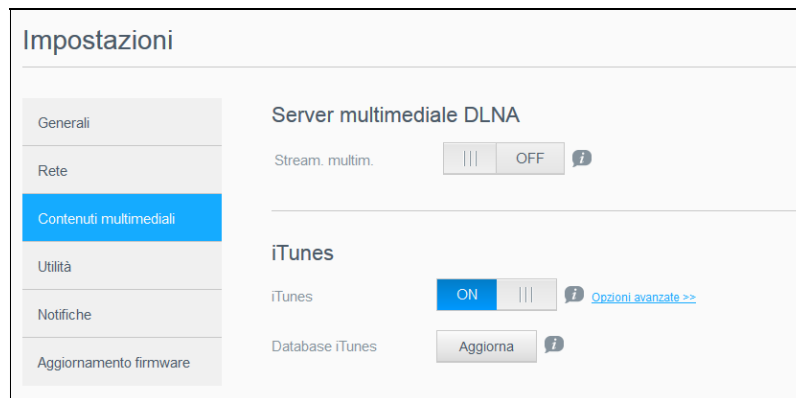 Impostazioni
Generali
Rete
Contenuti multimediali
Utilità
Notifiche
Aggiornamento firmware
Server multimediale DLNA
Stream. multim.
OFF
i
iTunes
iTunes
ON
i
Opzioni avanzate >>
Database iTunes
Aggiorna
i